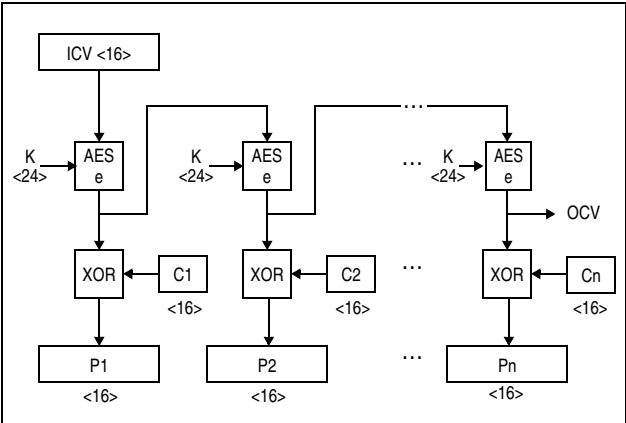 ICV <16>
...
K
<24>
AES
e
K
<24>
AES
e
...
K
<24>
AES
e
OCV
XOR
C1
<16>
XOR
C2
<16>
...
XOR
Cn
<16>
P1
<16>
P2
<16>
...
Pn
<16>